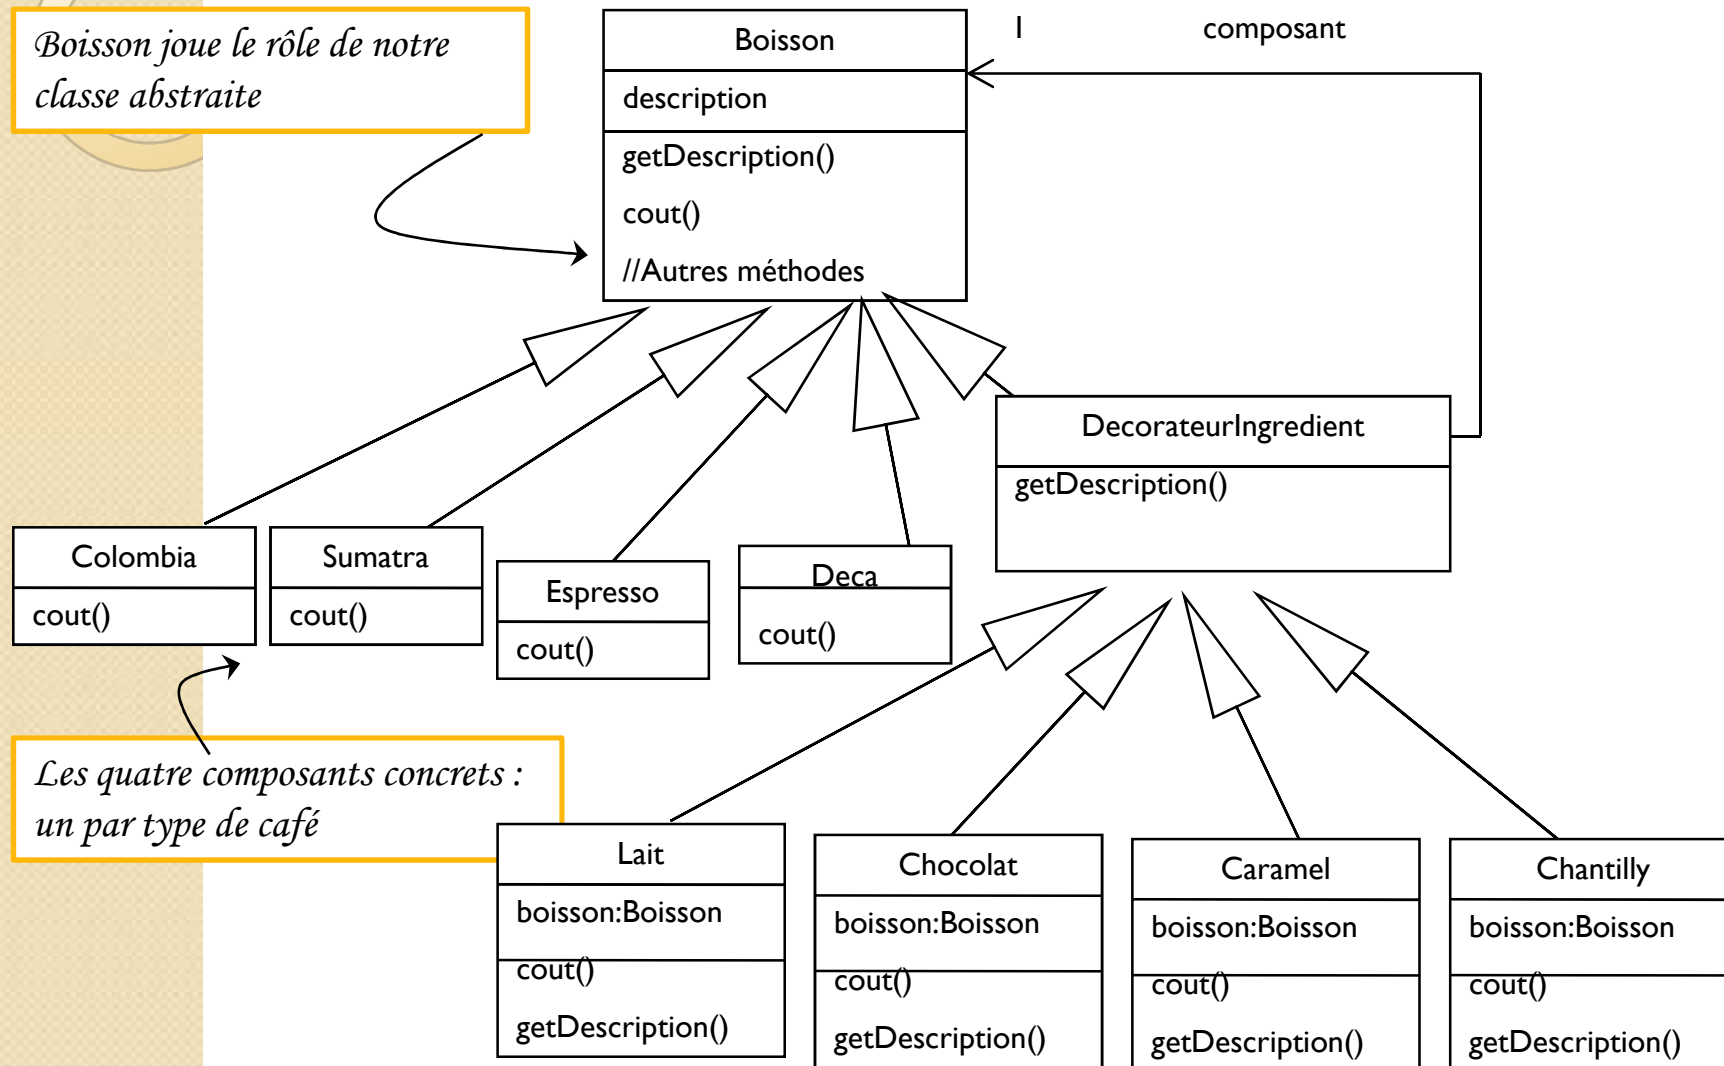 Boisson joue le rôle de notre
classe abstraite
Boisson
description
getDescription()
cout()
//Autres méthodes
1
composant
DecorateurIngredient
getDescription()
Colombia
cout()
Sumatra
cout()
Espresso
cout()
Deca
cout()
Les quatre composants concrets :
un par type de café
Lait
boisson:Boisson
cout()
getDescription()
Chocolat
boisson:Boisson
cout()
getDescription()
Caramel
boisson:Boisson
cout()
getDescription()
Chantilly
boisson:Boisson
cout()
getDescription()